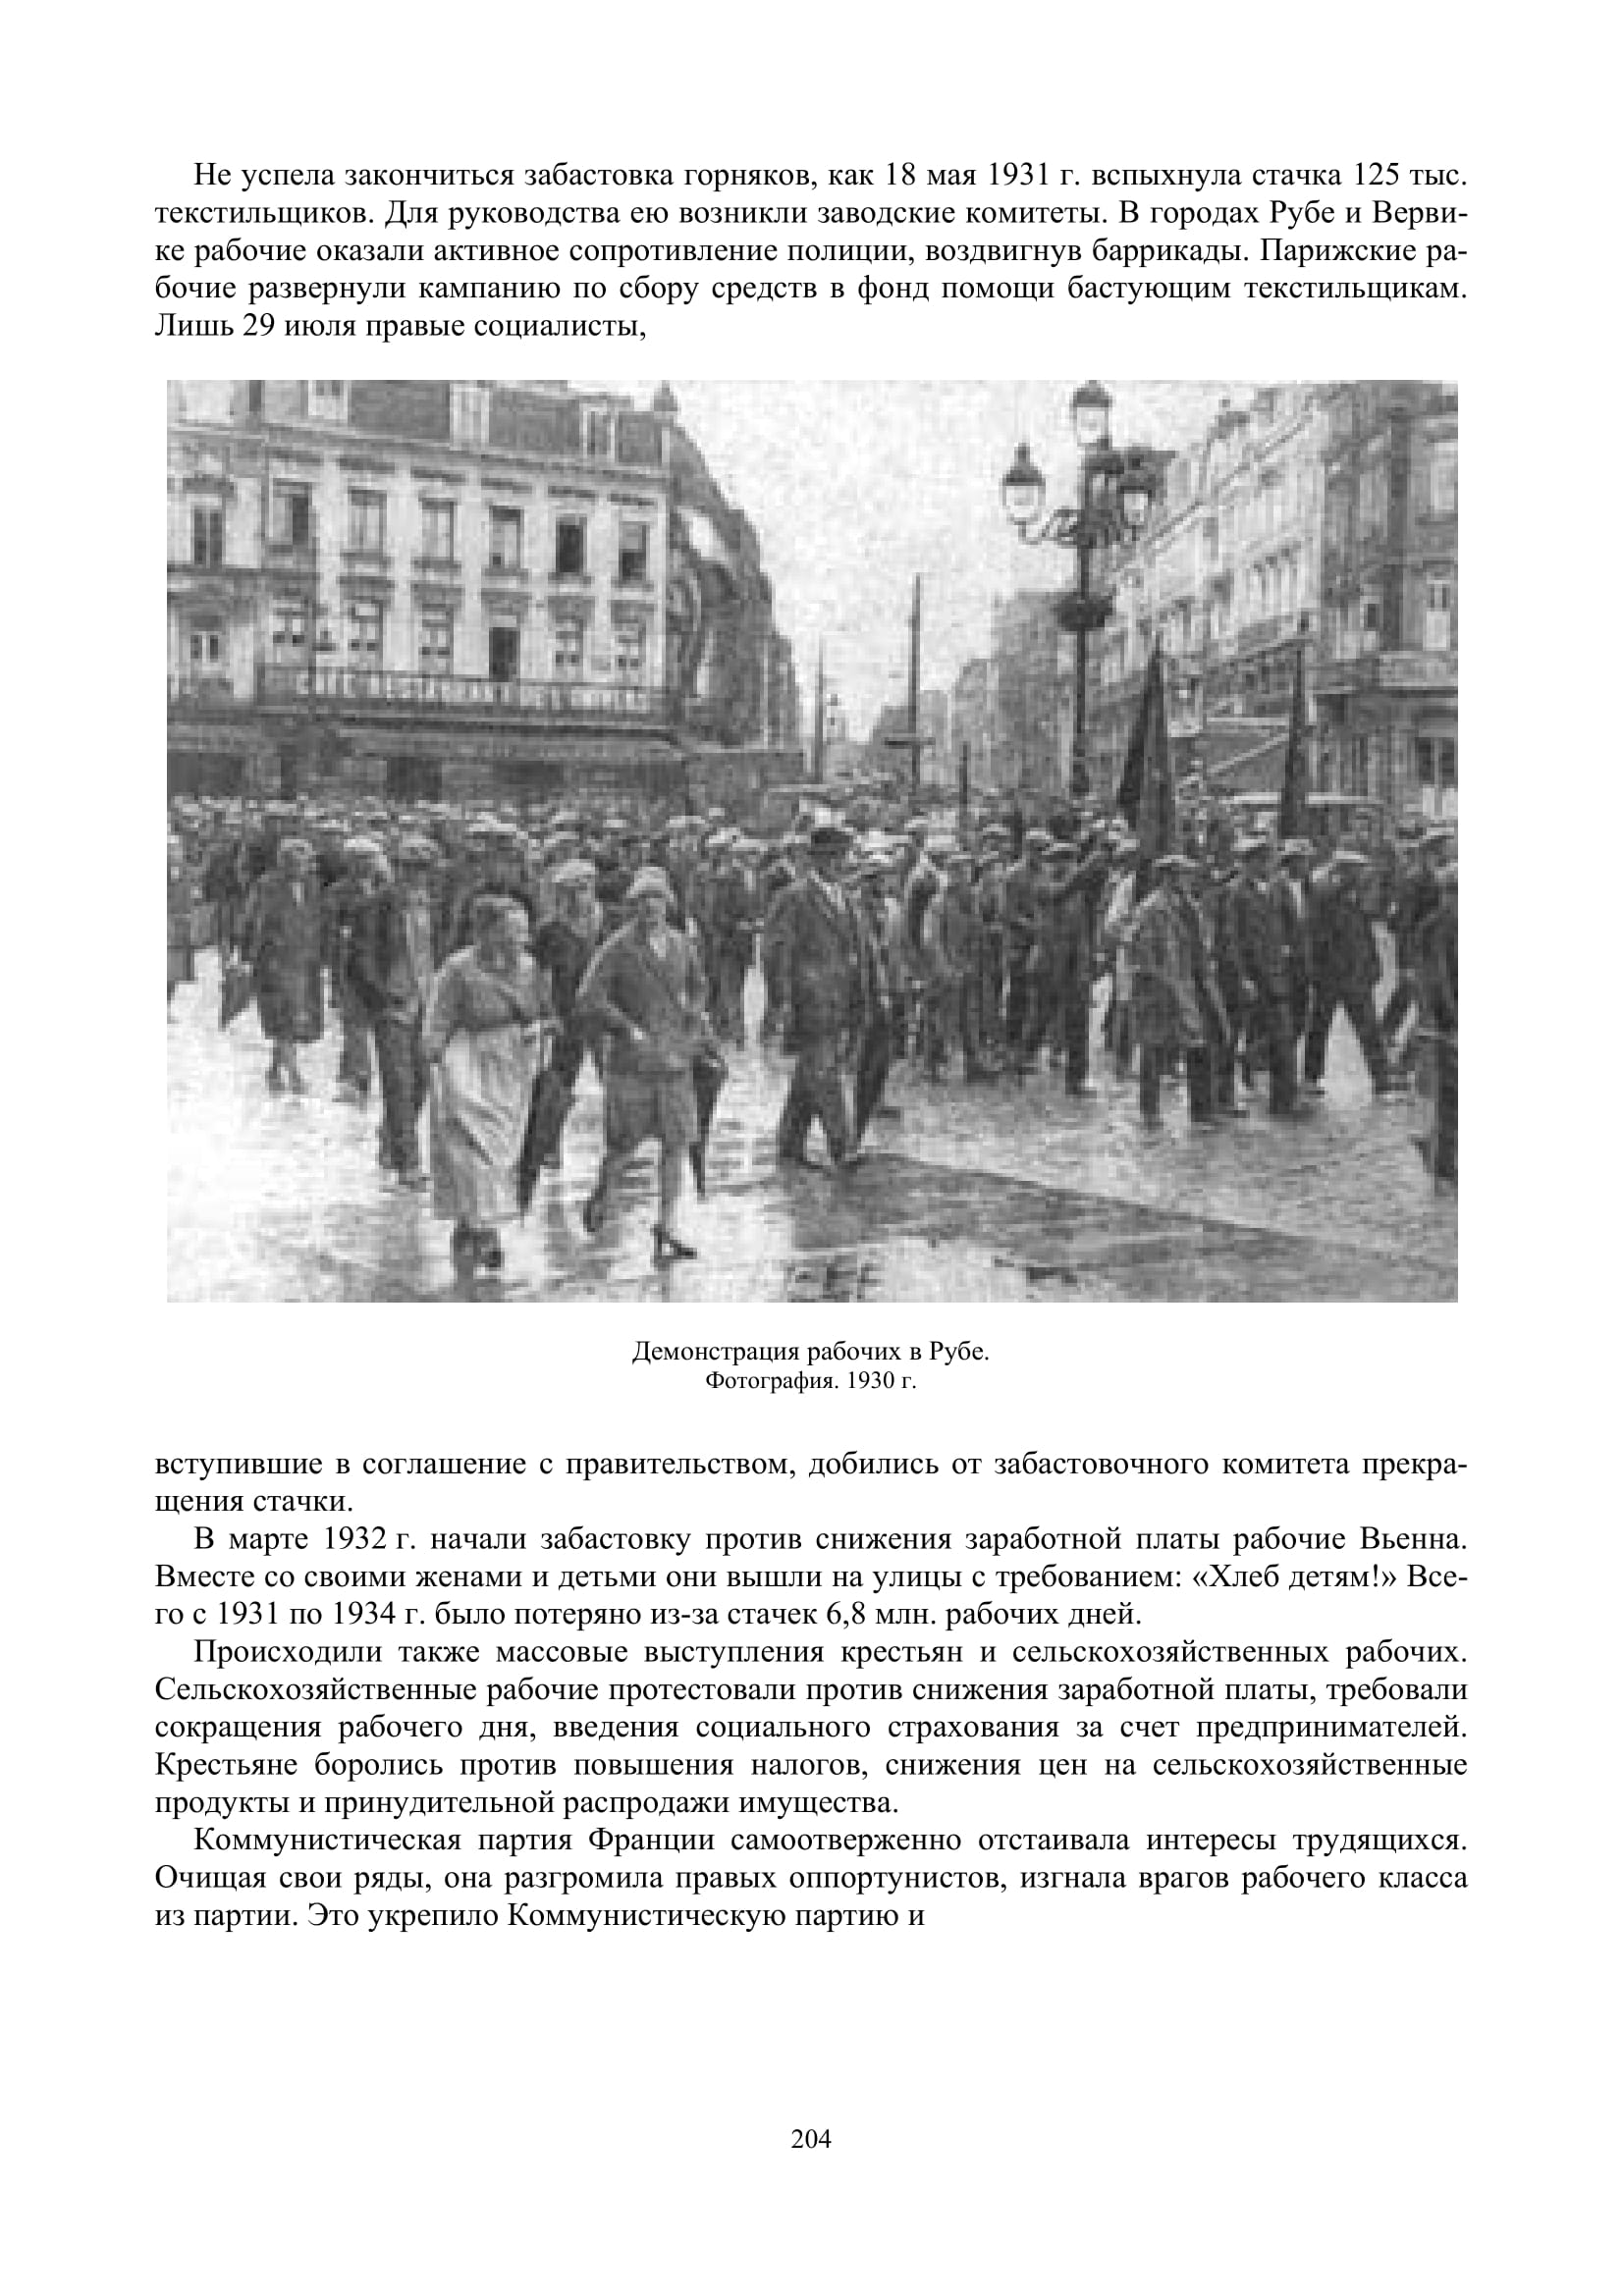 Не успела закончиться забастовка горняков, как 18 мая 1931 г. вспыхнула стачка 125 тыс.
текстильщиков. Для руководства ею возникли заводские комитеты. В городах Рубе и Верви-
ке рабочие оказали активное сопротивление полиции, воздвигнув баррикады. Парижские ра-
бочие развернули кампанию по сбору средств в фонд помощи бастующим текстильщикам.
Лишь 29 июля правые социалисты,
Демонстрация рабочих в Рубе.
Фотография. 1930 г.
вступившие в соглашение с правительством, добились от забастовочного комитета прекра-
щения стачки.
В марте 1932 г. начали забастовку против снижения заработной платы рабочие Вьенна.
Вместе со своими женами и детьми они вышли на улицы с требованием: «Хлеб детям!» Все-
го с 1931 по 1934 г. было потеряно из-за стачек 6,8 млн. рабочих дней.
Происходили также массовые выступления крестьян и сельскохозяйственных рабочих.
Сельскохозяйственные рабочие протестовали против снижения заработной платы, требовали
сокращения рабочего дня, введения социального страхования за счет предпринимателей.
Крестьяне боролись против повышения налогов, снижения цен на сельскохозяйственные
продукты и принудительной распродажи имущества.
Коммунистическая партия Франции самоотверженно отстаивала интересы трудящихся.
Очищая свои ряды, она разгромила правых оппортунистов, изгнала врагов рабочего класса
из партии. Это укрепило Коммунистическую партию и
204